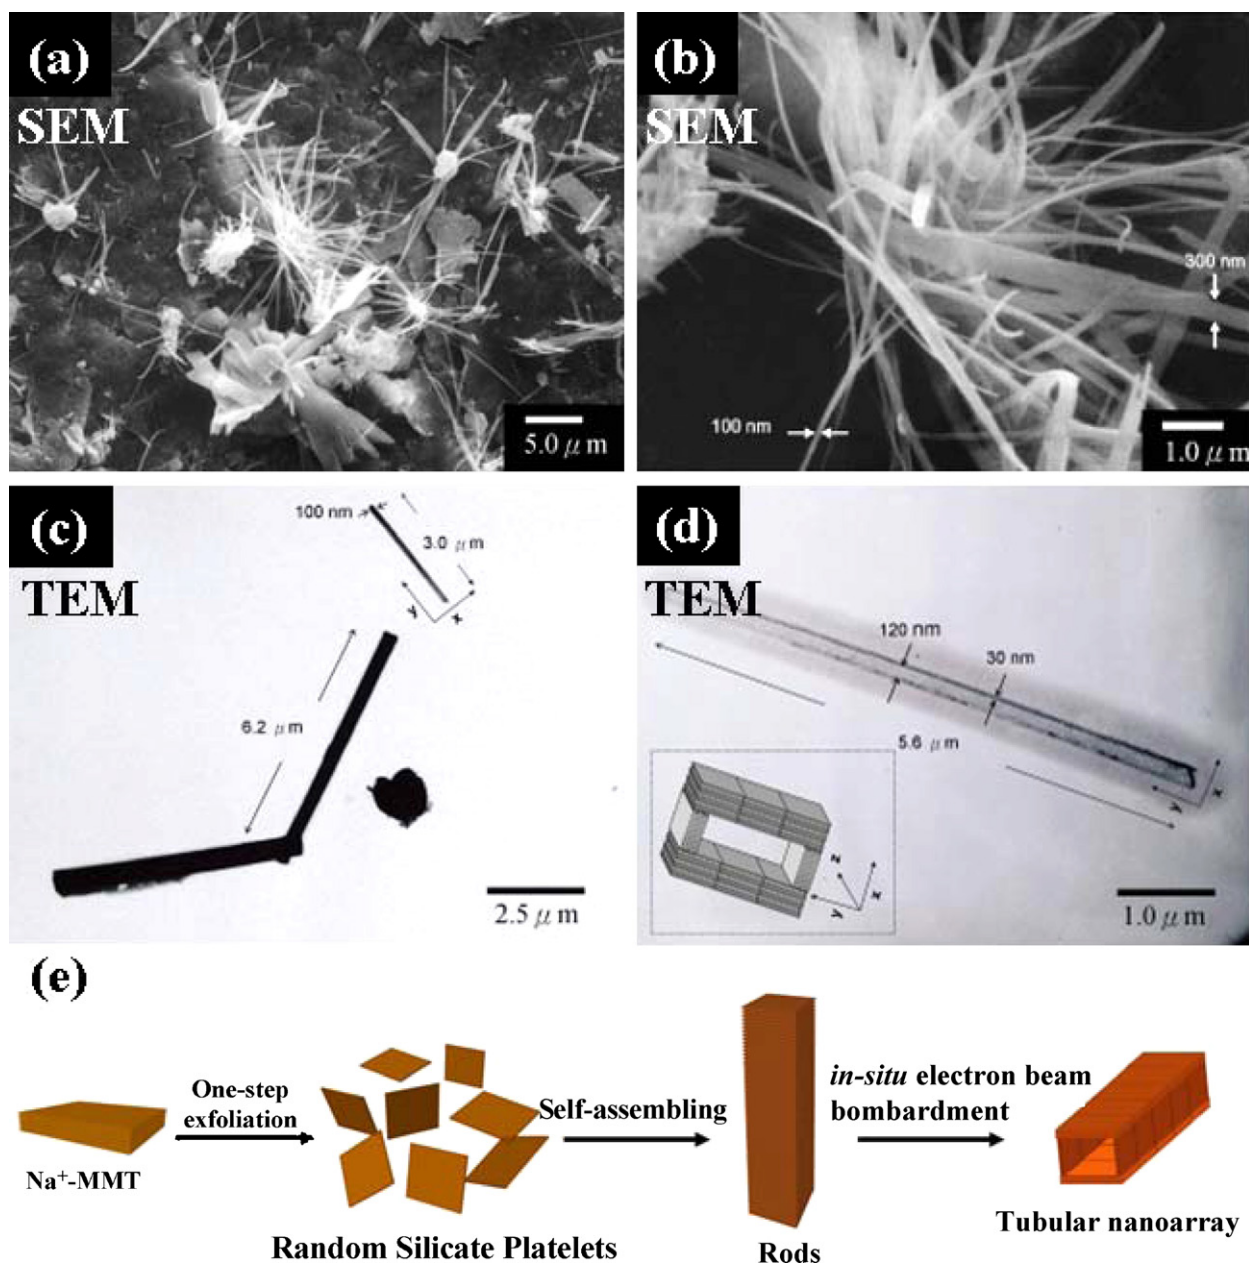 (a)
SEM
5.0 μm
(b)
SEM
300 nm
100 nm
1.0 μm
(c)
TEM
100 nm
3.0 μm
y
x
6.2 μm
2.5 μm
(d)
TEM
120 nm
30 nm
5.6 μm
y
x
z
x
y
1.0 μm
(e)
One-step
exfoliation
Self-assembling
in-situ electron beam
bombardment
Na⁺-MMT
Random Silicate Platelets
Rods
Tubular nanoarray